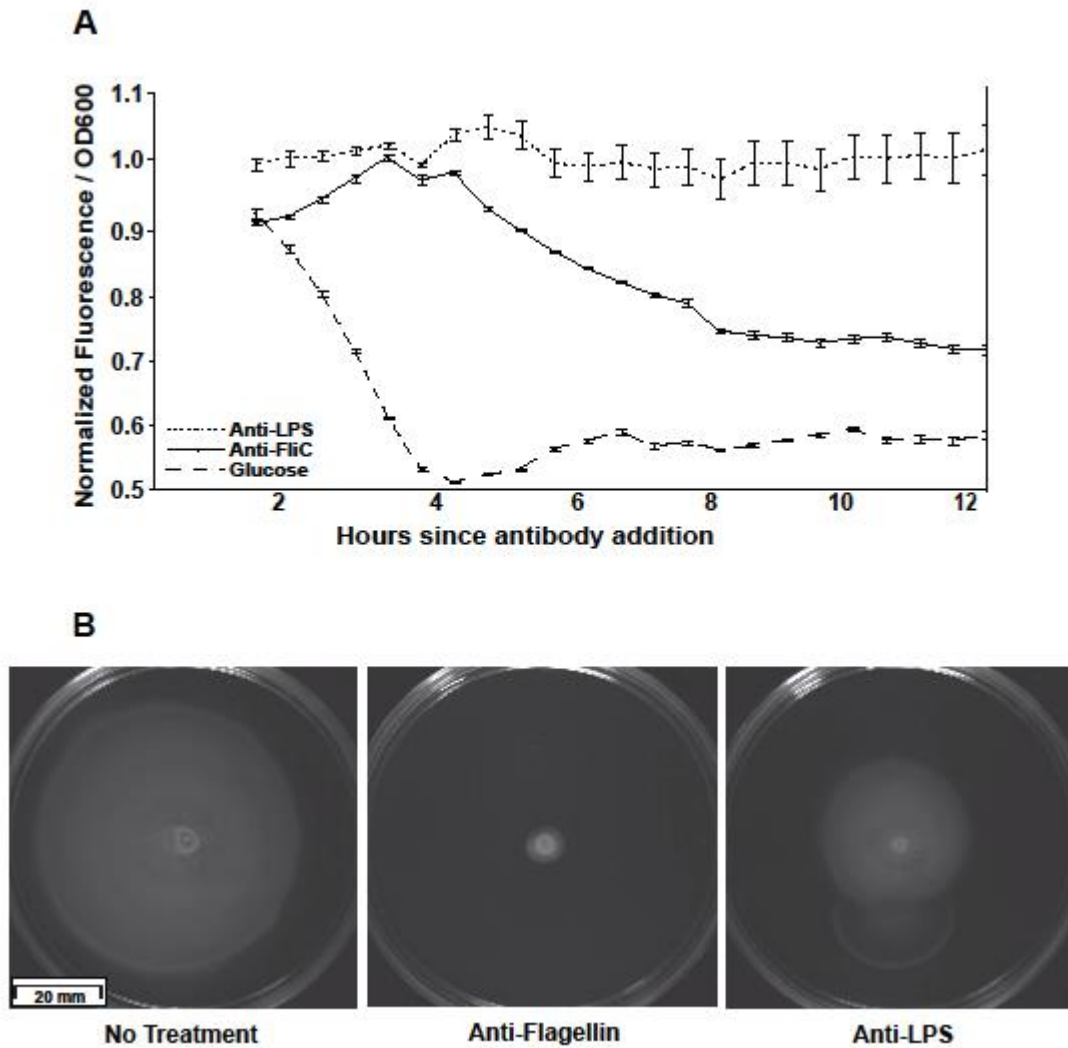 A
Normalized Fluorescence / OD600
1.1
1.0
0.9
0.8
0.7
0.6
0.5
Anti-LPS
Anti-FliC
Glucose
2 4 6 8 10 12
Hours since antibody addition
B
20 mm
No Treatment Anti-Flagellin Anti-LPS